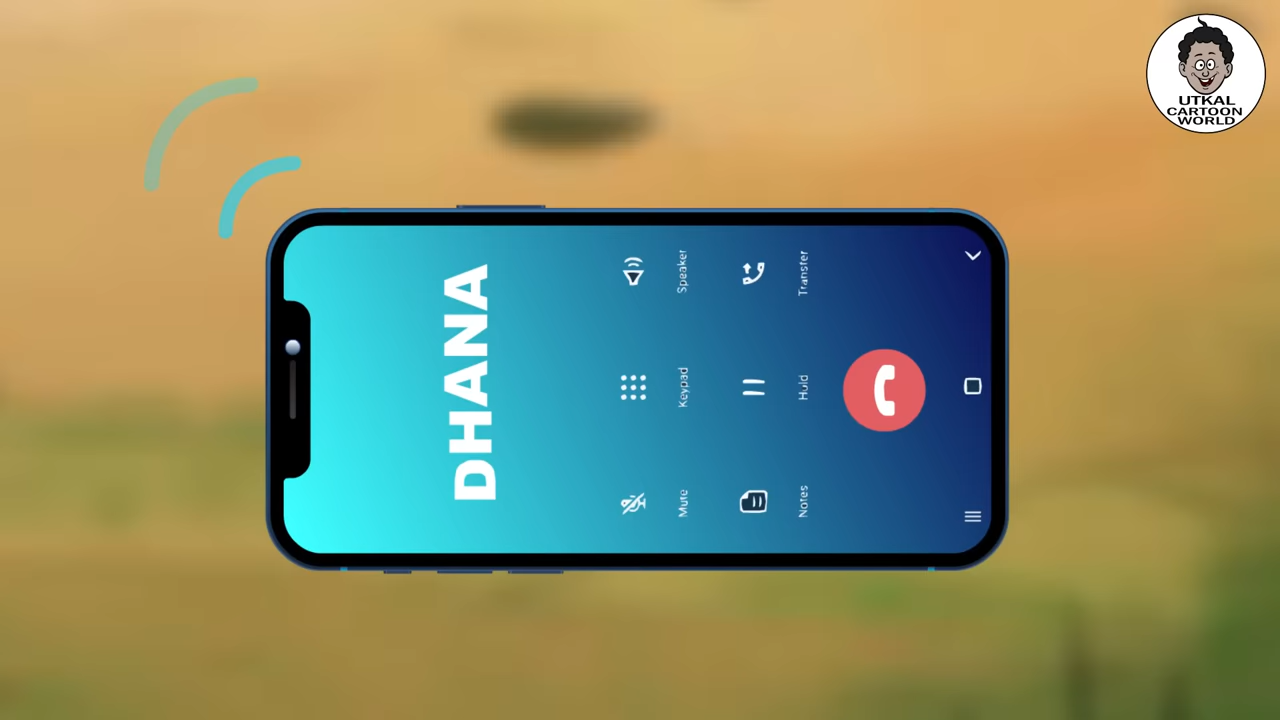 DHANA
Mute
Keypad
Speaker
Notes
Hold
Transfer
UTKAL
CARTOON
WORLD